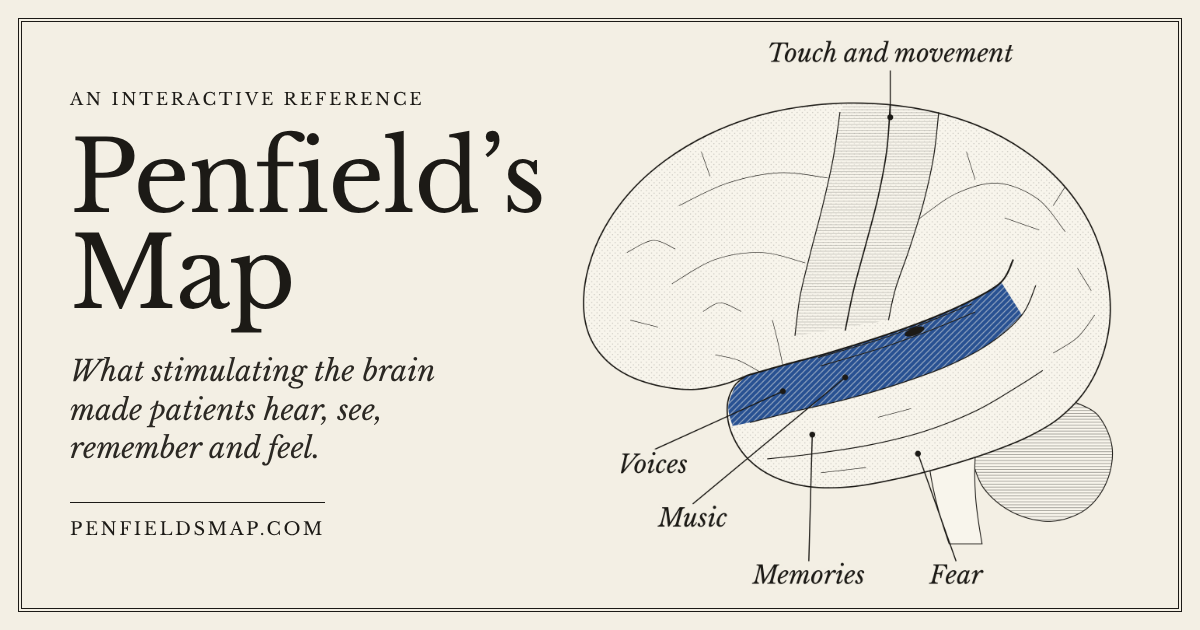 AN INTERACTIVE REFERENCE
Penfield’s
Map
What stimulating the brain
made patients hear, see,
remember and feel.
PENFIELDSMAP.COM
Touch and movement
Voices
Music
Memories
Fear